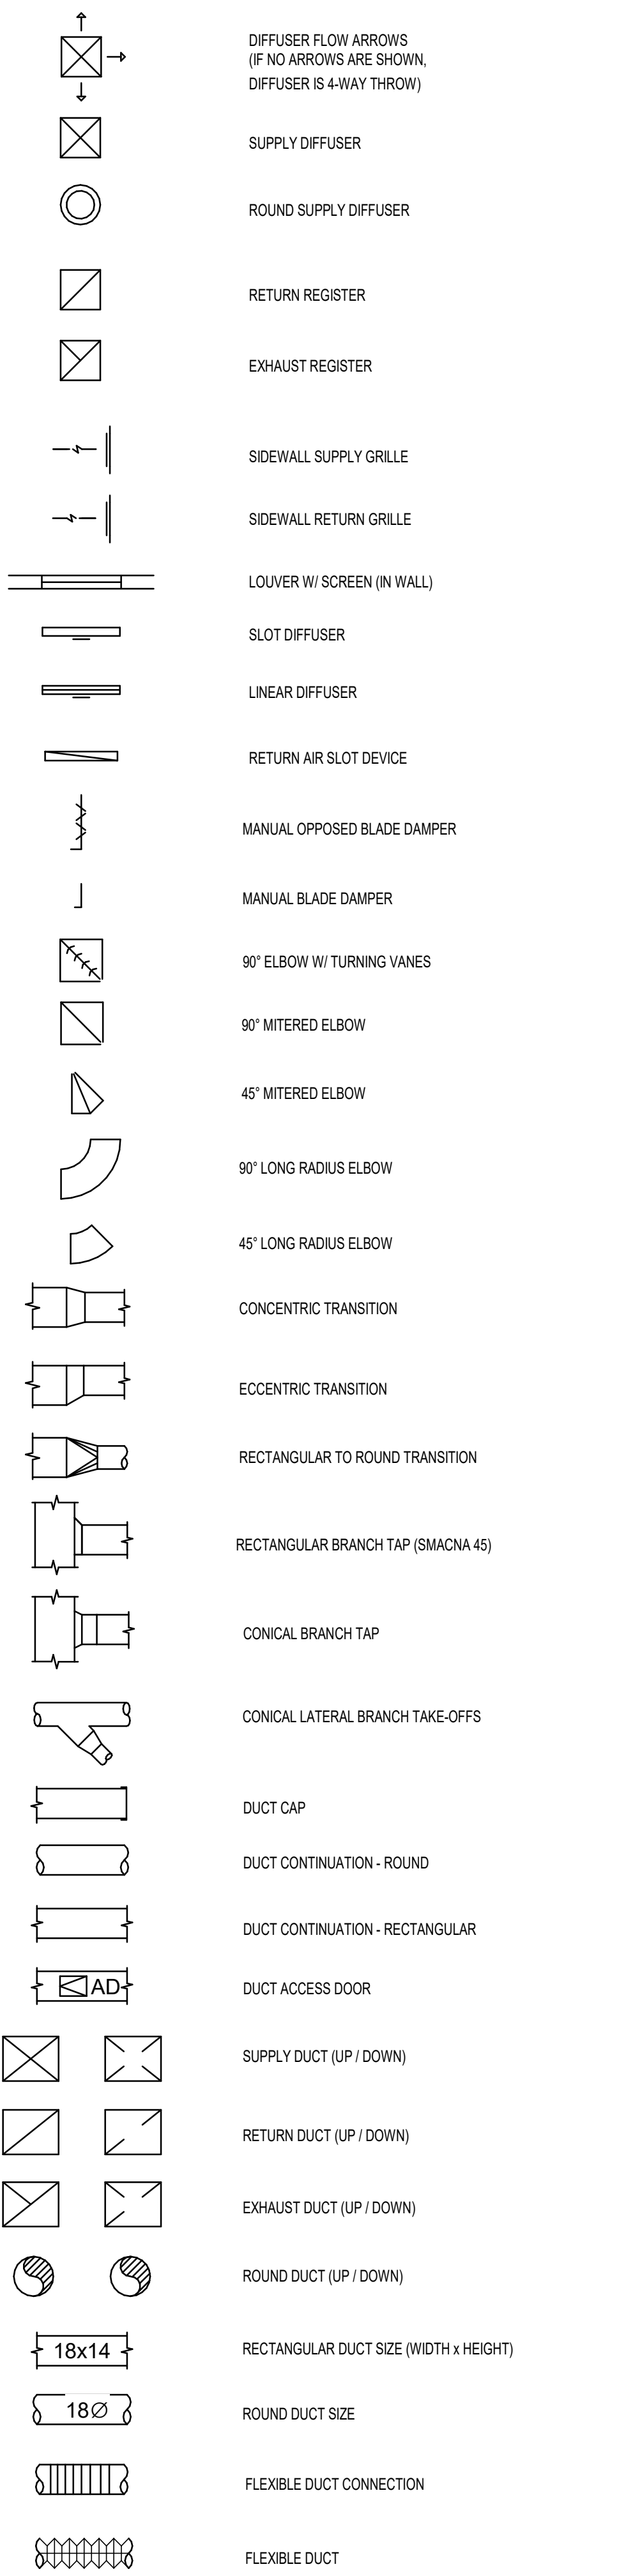 DIFFUSER FLOW ARROWS
(IF NO ARROWS ARE SHOWN,
DIFFUSER IS 4-WAY THROW)
SUPPLY DIFFUSER
ROUND SUPPLY DIFFUSER
RETURN REGISTER
EXHAUST REGISTER
SIDEWALL SUPPLY GRILLE
SIDEWALL RETURN GRILLE
LOUVER W/ SCREEN (IN WALL)
SLOT DIFFUSER
LINEAR DIFFUSER
RETURN AIR SLOT DEVICE
MANUAL OPPOSED BLADE DAMPER
MANUAL BLADE DAMPER
90° ELBOW W/ TURNING VANES
90° MITERED ELBOW
45° MITERED ELBOW
90° LONG RADIUS ELBOW
45° LONG RADIUS ELBOW
CONCENTRIC TRANSITION
ECCENTRIC TRANSITION
RECTANGULAR TO ROUND TRANSITION
RECTANGULAR BRANCH TAP (SMACNA 45)
CONICAL BRANCH TAP
CONICAL LATERAL BRANCH TAKE-OFFS
DUCT CAP
DUCT CONTINUATION - ROUND
DUCT CONTINUATION - RECTANGULAR
AD DUCT ACCESS DOOR
SUPPLY DUCT (UP / DOWN)
RETURN DUCT (UP / DOWN)
EXHAUST DUCT (UP / DOWN)
ROUND DUCT (UP / DOWN)
18x14 RECTANGULAR DUCT SIZE (WIDTH x HEIGHT)
18∅ ROUND DUCT SIZE
FLEXIBLE DUCT CONNECTION
FLEXIBLE DUCT